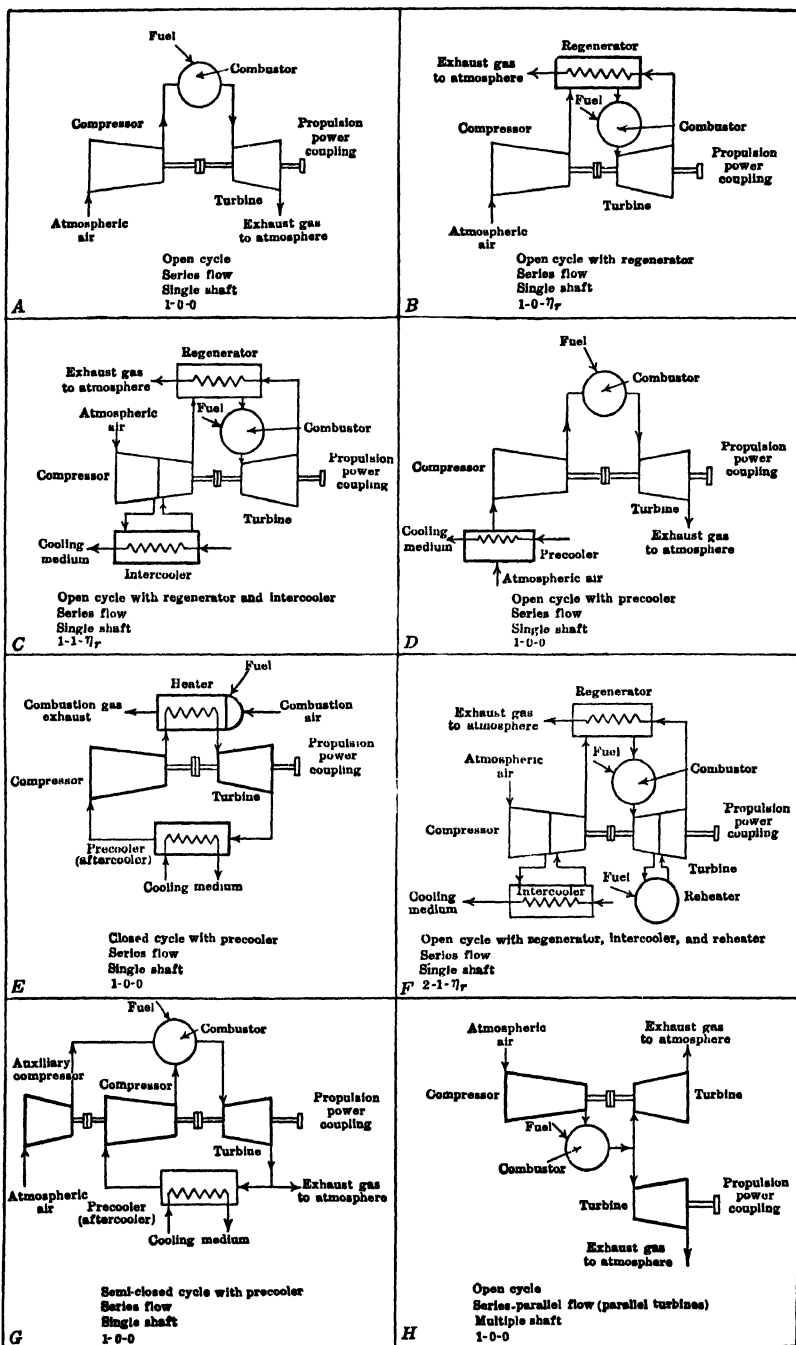 Fuel
Combustor
Compressor
Propulsion
power
coupling
Turbine
Atmospheric
air
Exhaust gas
to atmosphere
Open cycle
Series flow
Single shaft
1-0-0
A
Regenerator
Exhaust gas
to atmosphere
Fuel
Combustor
Compressor
Propulsion power
coupling
Turbine
Atmospheric
air
Open cycle with regenerator
Series flow
Single shaft
1-0-ηr
B
Regenerator
Exhaust gas
to atmosphere
Fuel
Atmospheric
air
Combustor
Compressor
Propulsion
power
coupling
Turbine
Cooling
medium
Intercooler
Open cycle with regenerator and intercooler
Series flow
Single shaft
1-1-ηr
C
Fuel
Combustor
Propulsion
power
coupling
Compressor
Turbine
Cooling
medium
Precooler
Exhaust gas
to atmosphere
Atmospheric air
Open cycle with precooler
Series flow
Single shaft
1-0-0
D
Fuel
Heater
Combustion gas
exhaust
Combustion
air
Propulsion
power
coupling
Compressor
Turbine
Precooler
(aftercooler)
Cooling medium
Closed cycle with precooler
Series flow
Single shaft
1-0-0
E
Regenerator
Exhaust gas
to atmosphere
Fuel
Atmospheric
air
Combustor
Compressor
Propulsion
power
coupling
Turbine
Fuel
Intercooler
Reheater
Cooling
medium
Open cycle with regenerator, intercooler, and reheater
Series flow
Single shaft
2-1-ηr
F
Fuel
Combustor
Auxiliary
compressor
Compressor
Propulsion
power
coupling
Turbine
Atmospheric
air
Precooler
(aftercooler)
Exhaust gas
to atmosphere
Cooling medium
Semi-closed cycle with precooler
Series flow
Single shaft
1-0-0
G
Atmospheric
air
Exhaust gas
to atmosphere
Compressor
Turbine
Fuel
Combustor
Turbine
Propulsion
power
coupling
Exhaust gas
to atmosphere
Open cycle
Series-parallel flow (parallel turbines)
Multiple shaft
1-0-0
H